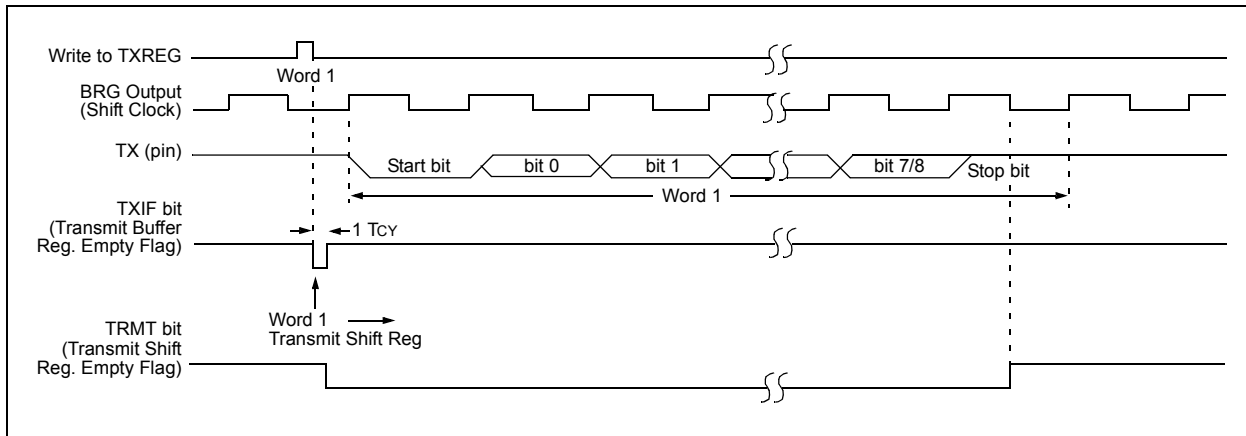 Write to TXREG
Word 1
BRG Output
(Shift Clock)
TX (pin)
Start bit
bit 0
bit 1
bit 7/8
Stop bit
Word 1
TXIF bit
(Transmit Buffer
Reg. Empty Flag)
1 TCY
Word 1
Transmit Shift Reg
TRMT bit
(Transmit Shift
Reg. Empty Flag)